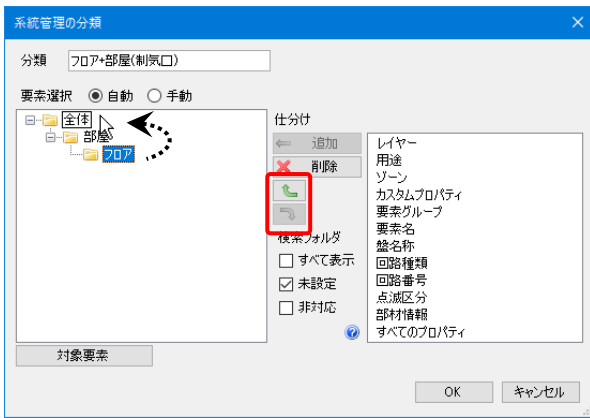 系統管理の分類
分類 フロア+部屋(制気口)
要素選択 自動 手動
全体
部屋
フロア
仕分け
追加
削除
検索フォルダ
すべて表示
未設定
非対応
レイヤー
用途
ゾーン
カスタムプロパティ
要素グループ
要素名
盤名称
回路種類
回路番号
点滅区分
部材情報
すべてのプロパティ
対象要素
OK キャンセル